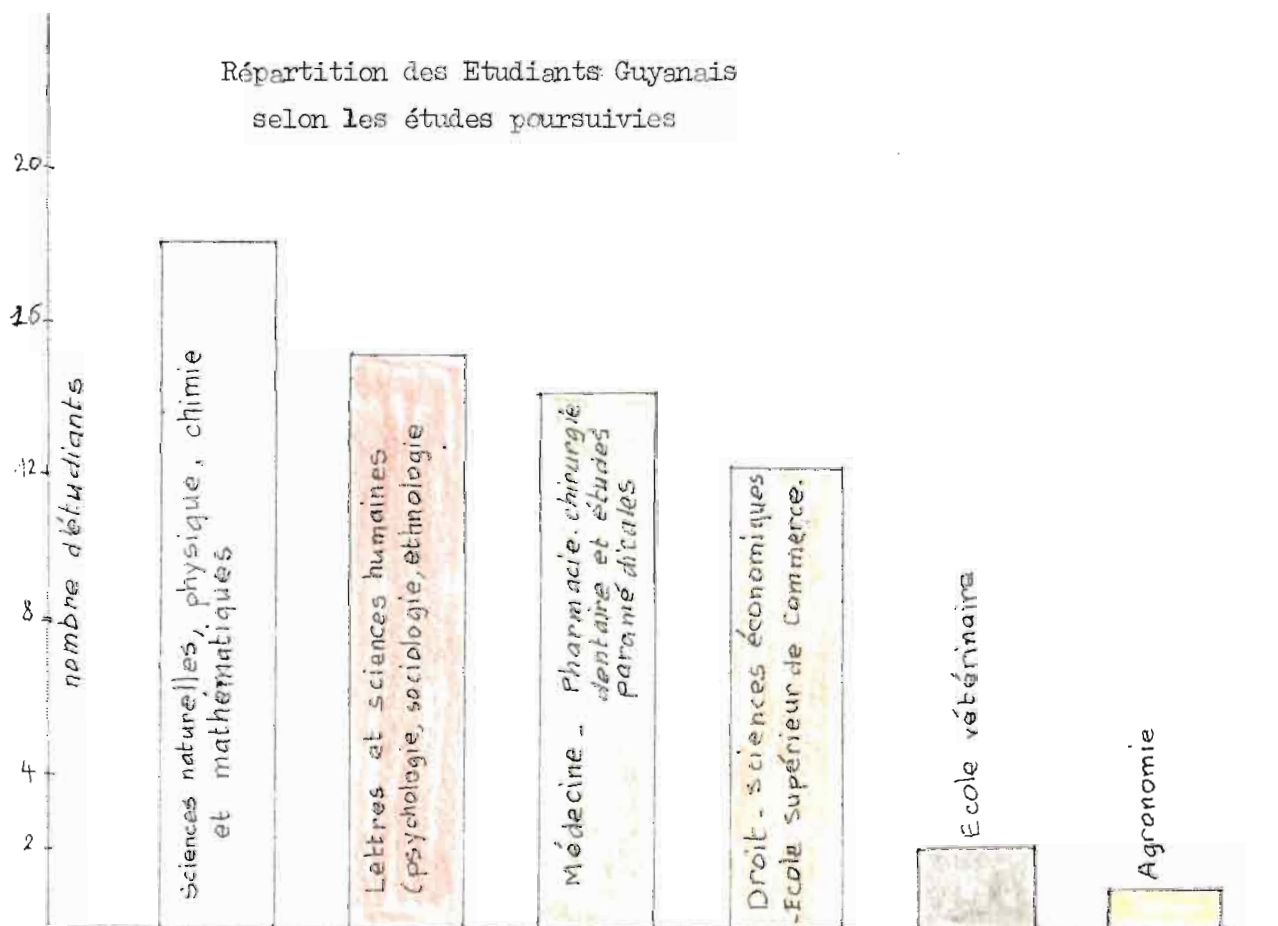 Répartition des Etudiants Guyanais
selon les études poursuivies
20
16
12
8
4
2
nombre d'étudiants
Sciences naturelles, physique, chimie
et mathématiques
Lettres et sciences humaines
(psychologie, sociologie, ethnologie
Médecine - Pharmacie. chirurgie
dentaire et études
paramédicales
Droit - sciences économiques
-Ecole Supérieur de Commerce.
Ecole vétérinaire
Agronomie